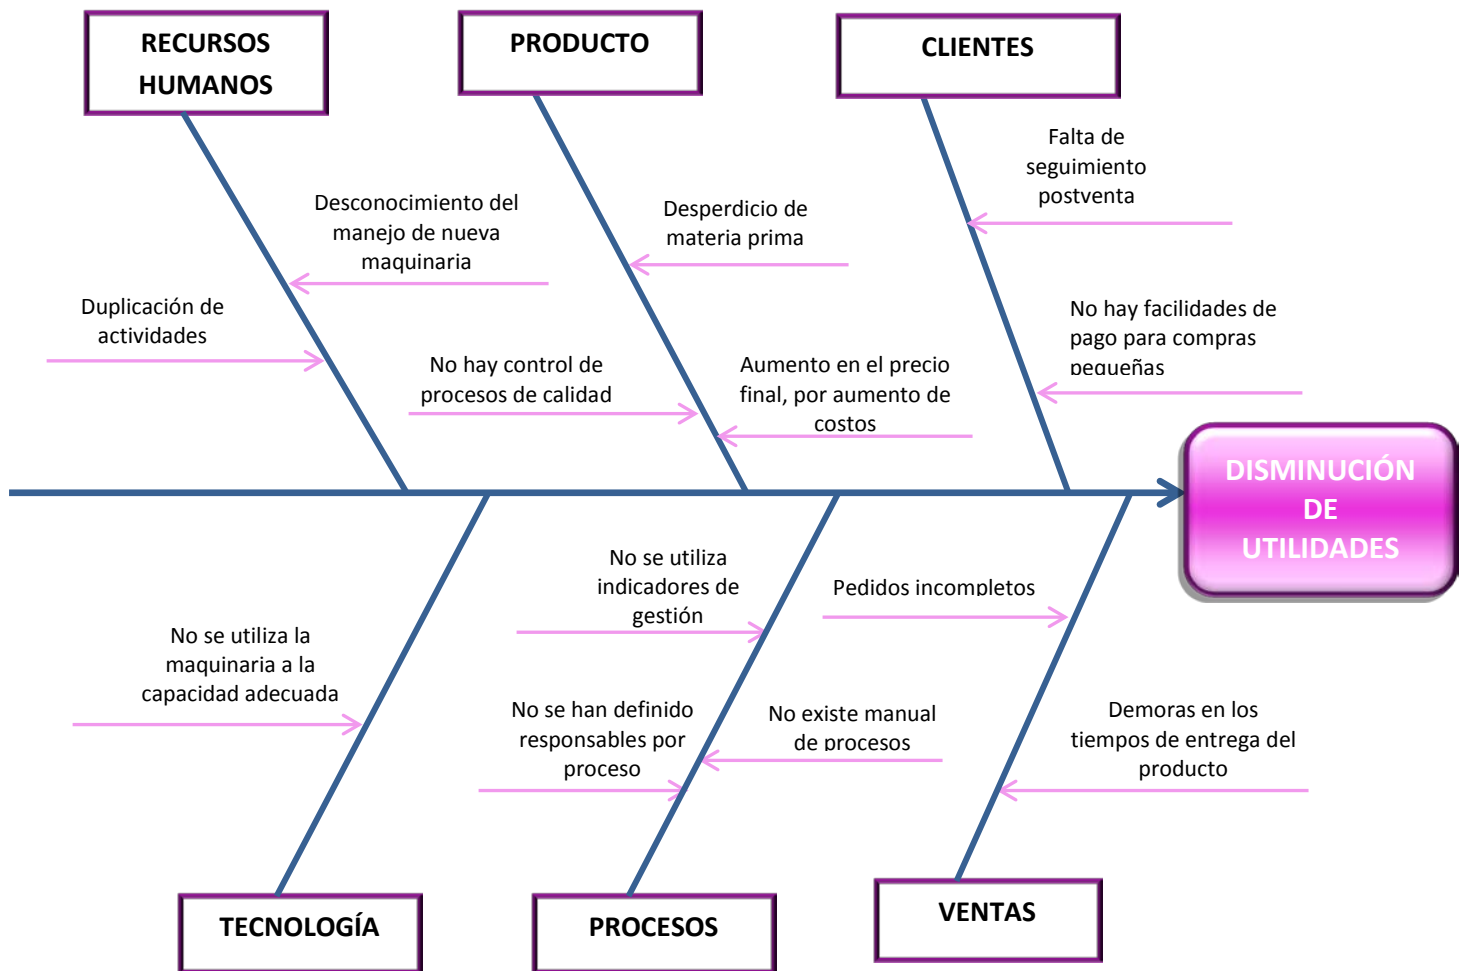 RECURSOS
HUMANOS
PRODUCTO
CLIENTES
Falta de
seguimiento
postventa
Desconocimiento del
manejo de nueva
maquinaria
Desperdicio de
materia prima
Duplicación de
actividades
No hay facilidades de
pago para compras
pequeñas
No hay control de
procesos de calidad
Aumento en el precio
final, por aumento de
costos
DISMINUCIÓN
DE
UTILIDADES
No se utiliza
indicadores de
gestión
Pedidos incompletos
No se utiliza la
maquinaria a la
capacidad adecuada
No se han definido
responsables por
proceso
No existe manual
de procesos
Demoras en los
tiempos de entrega del
producto
TECNOLOGÍA
PROCESOS
VENTAS